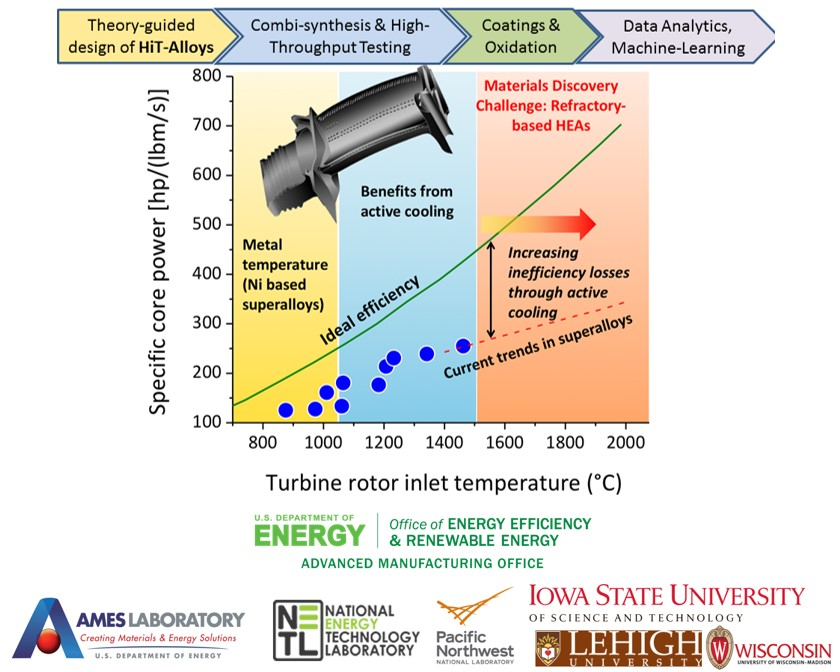 Theory-guided
design of HiT-Alloys
Combi-synthesis & High-
Throughput Testing
Coatings &
Oxidation
Data Analytics,
Machine-Learning
Specific core power [hp/(lbm/s)]
800
700
600
500
400
300
200
100
Materials Discovery
Challenge: Refractory-
based HEAs
Benefits from
active cooling
Metal
temperature
(Ni based
superalloys)
Ideal efficiency
Increasing
inefficiency losses
through active
cooling
Current trends in superalloys
800
1000
1200
1400
1600
1800
2000
Turbine rotor inlet temperature (°C)
U.S. DEPARTMENT OF
ENERGY
Office of ENERGY EFFICIENCY
& RENEWABLE ENERGY
ADVANCED MANUFACTURING OFFICE
AMES LABORATORY
Creating Materials & Energy Solutions
U.S. DEPARTMENT OF ENERGY
NETL
NATIONAL
ENERGY
TECHNOLOGY
LABORATORY
Pacific
Northwest
NATIONAL LABORATORY
IOWA STATE UNIVERSITY
OF SCIENCE AND TECHNOLOGY
LEHIGH
UNIVERSITY
W
WISCONSIN
UNIVERSITY OF WISCONSIN–MADISON